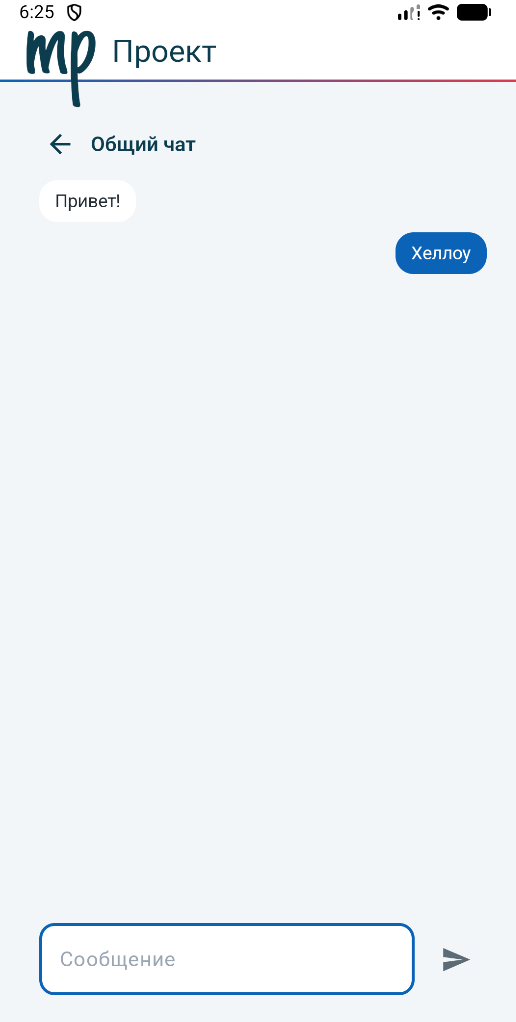 6:25
mp Проект
Общий чат
Привет!
Хеллоу
Сообщение